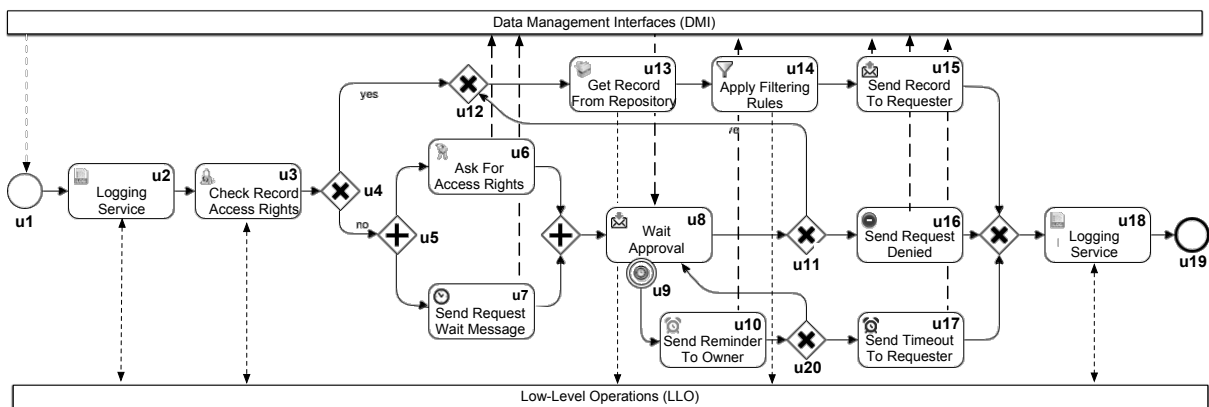 Data Management Interfaces (DMI)
u13
Get Record
From Repository
u14
Apply Filtering
Rules
u15
Send Record
To Requester
yes
u12
u6
Ask For
Access Rights
u2
Logging
Service
u3
Check Record
Access Rights
u4
u1
no
u5
u8
Wait
Approval
u11
u16
Send Request
Denied
u18
Logging
Service
u19
u9
u7
Send Request
Wait Message
u10
Send Reminder
To Owner
u20
u17
Send Timeout
To Requester
Low-Level Operations (LLO)